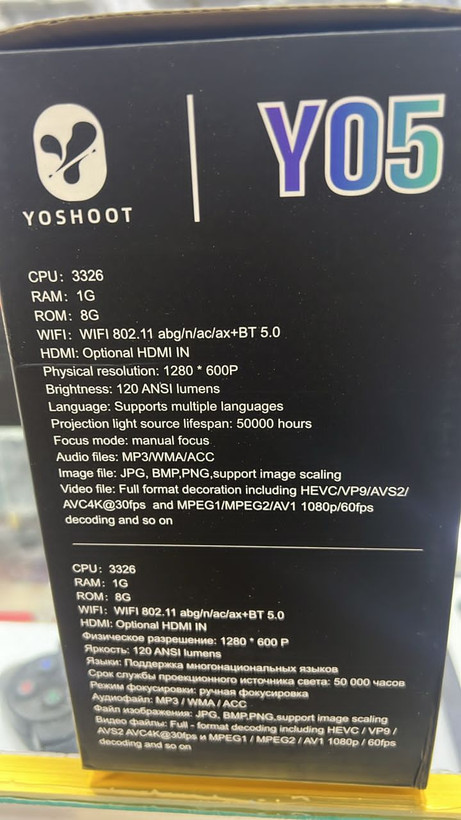 YOSHOOT
Y05
CPU: 3326
RAM: 1G
ROM: 8G
WIFI: WIFI 802.11 abg/n/ac/ax+BT 5.0
HDMI: Optional HDMI IN
Physical resolution: 1280 * 600P
Brightness: 120 ANSI lumens
Language: Supports multiple languages
Projection light source lifespan: 50000 hours
Focus mode: manual focus
Audio files: MP3/WMA/ACC
Image file: JPG, BMP,PNG,support image scaling
Video file: Full format decoration including HEVC/VP9/AVS2/
AVC4K@30fps and MPEG1/MPEG2/AV1 1080p/60fps
decoding and so on
CPU: 3326
RAM: 1G
ROM: 8G
WIFI: WIFI 802.11 abg/n/ac/ax+BT 5.0
HDMI: Optional HDMI IN
Физическое разрешение: 1280 * 600 P
Яркость: 120 ANSI lumens
Языки: Поддержка многонациональных языков
Срок службы проекционного источника света: 50 000 часов
Режим фокусировки: ручная фокусировка
Аудиофайл: MP3 / WMA / ACC
Файл изображения: JPG, BMP,PNG,support image scaling
Видео файлы: Full - format decoding including HEVC / VP9 /
AVS2 AVC4K@30fps и MPEG1 / MPEG2 / AV1 1080p / 60fps
decoding and so on